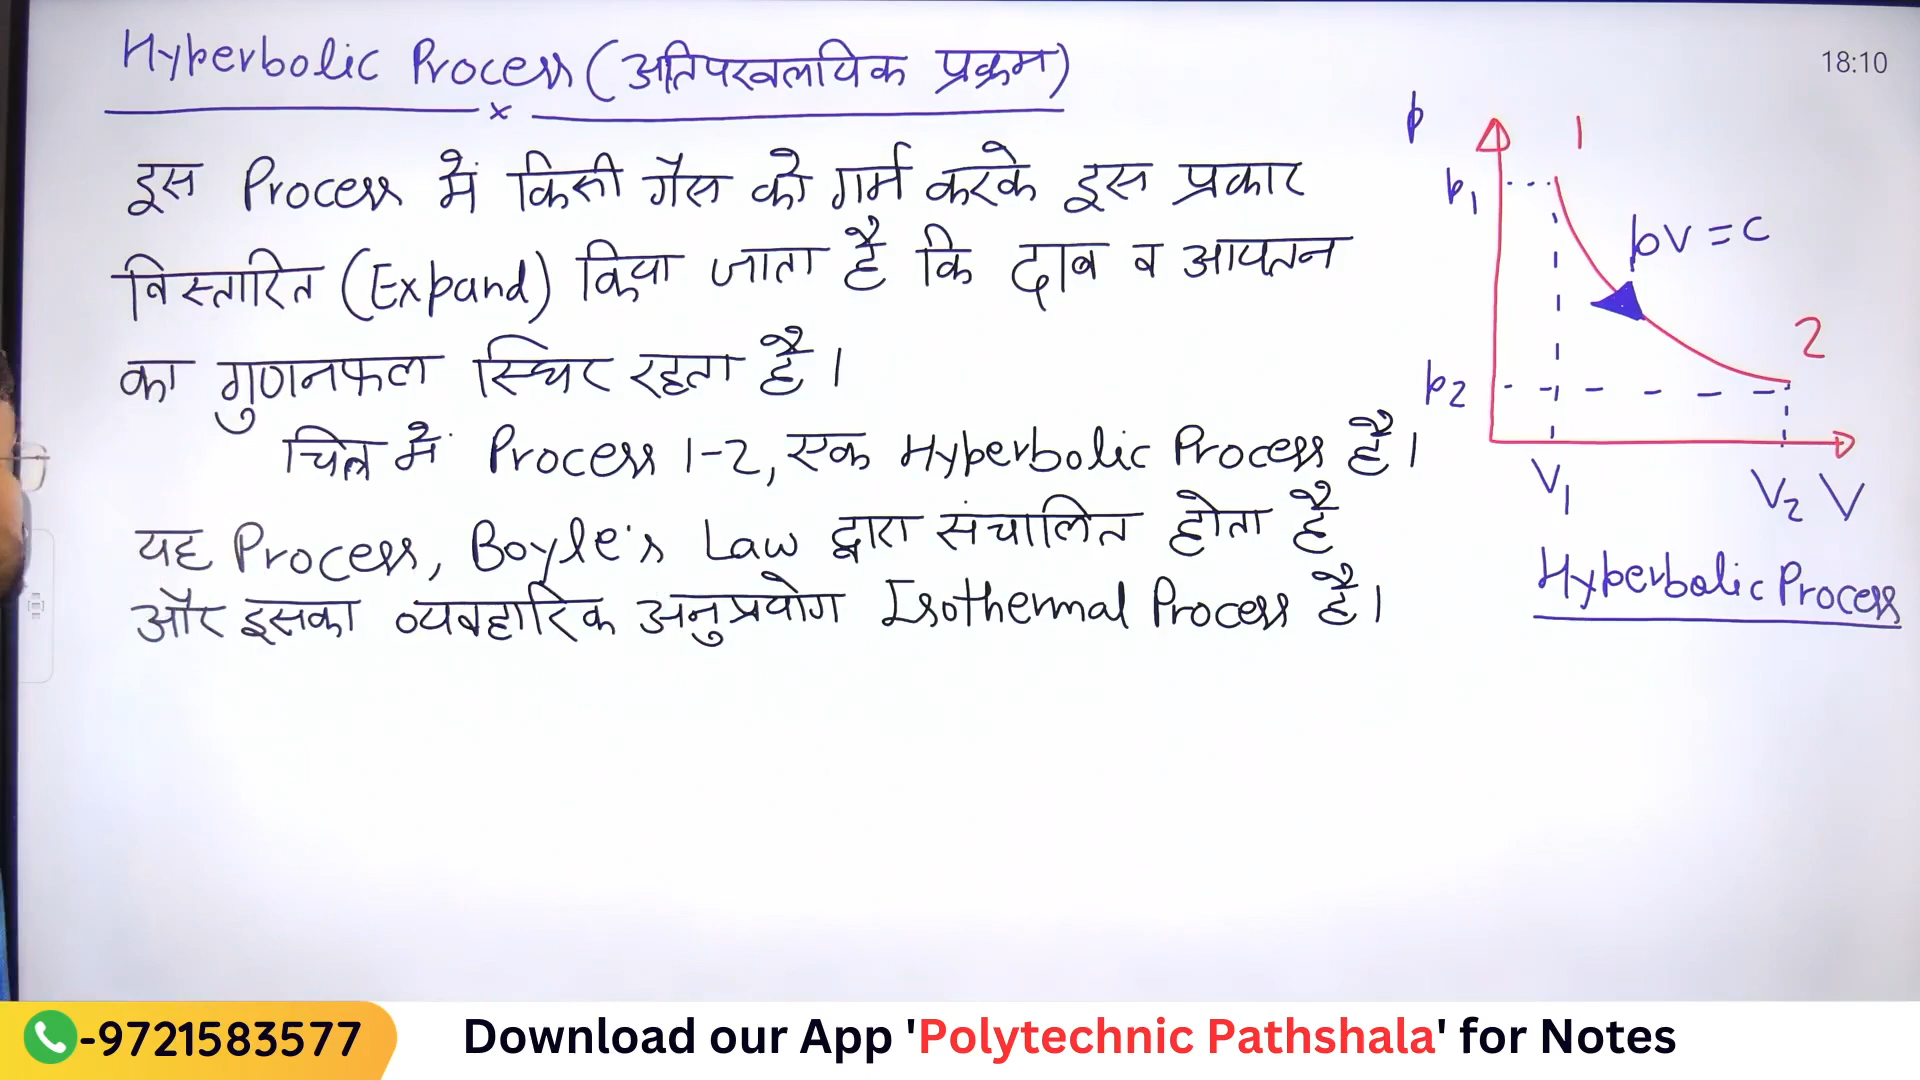 Hyperbolic Process (अतिपरवलयिक प्रक्रम)
18:10
इस Process में किसी गैस को गर्म करके इस प्रकार
विस्तारित (Expand) किया जाता है कि दाब व आयतन
का गुणनफल स्थिर रहता है।
चित्र में Process 1-2, एक Hyperbolic Process है।
यह Process, Boyle's Law द्वारा संचालित होता है
और इसका व्यवहारिक अनुप्रयोग Isothermal Process है।
p
1
p1
pv = c
2
p2
V1
V2 V
Hyperbolic Process
-9721583577
Download our App 'Polytechnic Pathshala' for Notes